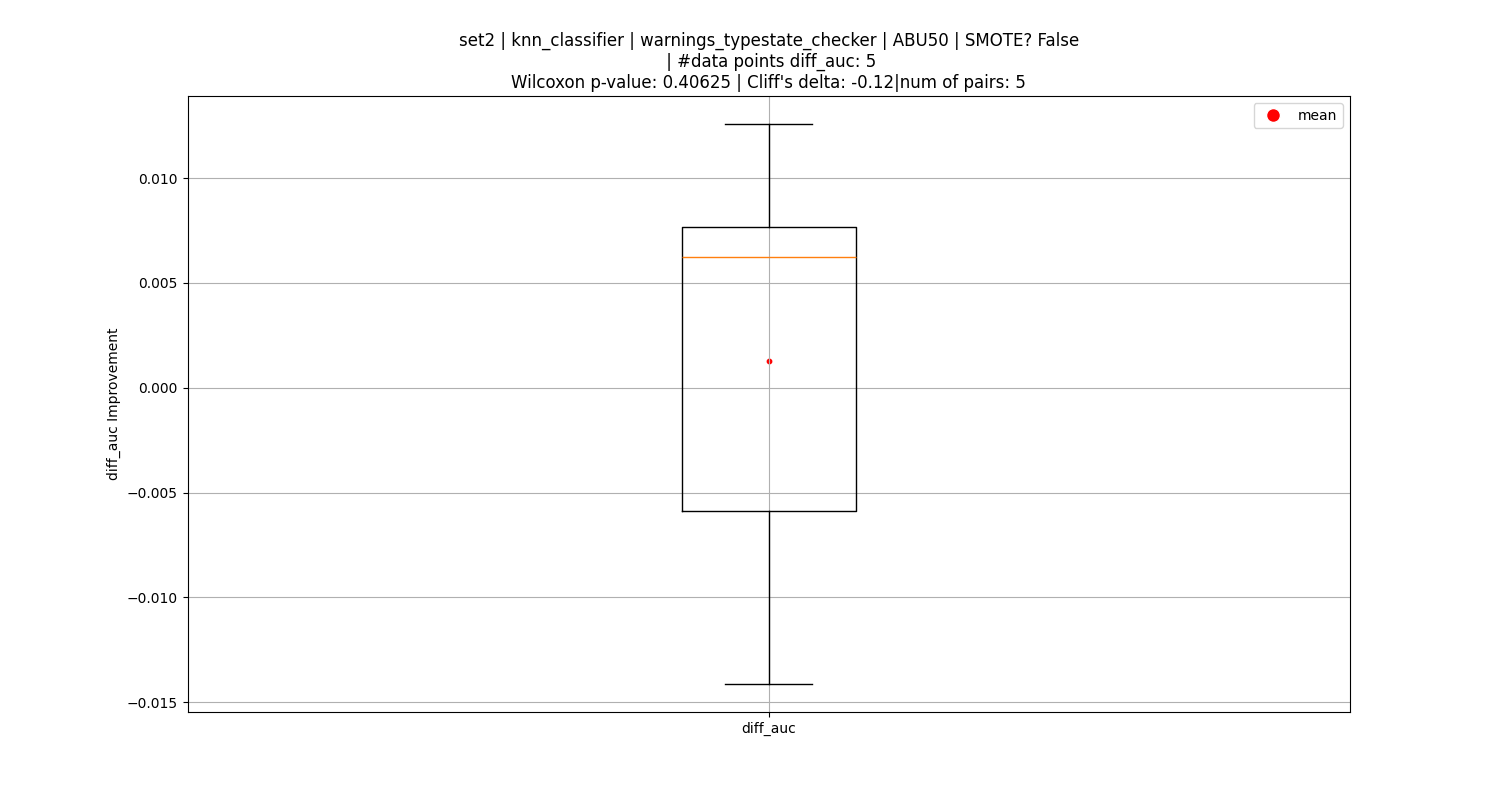 set2 | knn_classifier | warnings_typestate_checker | ABU50 | SMOTE? False
| #data points diff_auc: 5
Wilcoxon p-value: 0.40625 | Cliff's delta: -0.12|num of pairs: 5
mean
0.010
0.005
0.000
−0.005
−0.010
−0.015
diff_auc Improvement
diff_auc